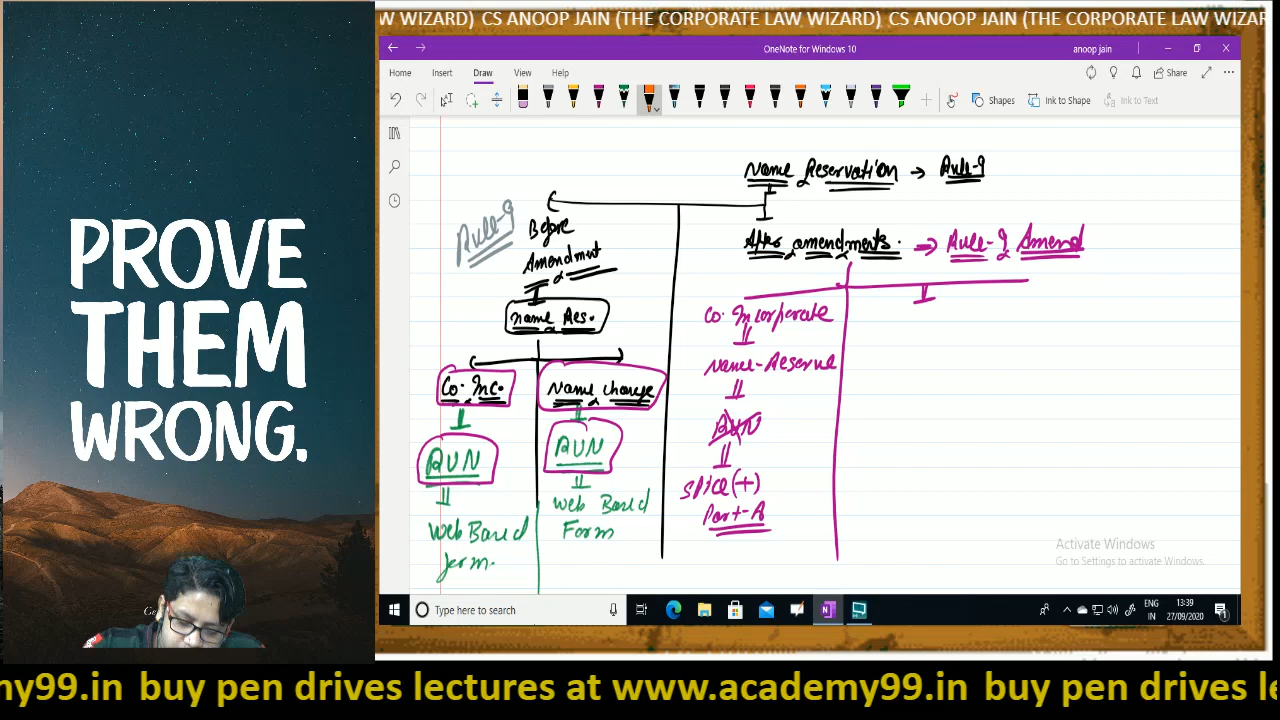 W WIZARD) CS ANOOP JAIN (THE CORPORATE LAW WIZARD) CS ANOOP JAIN (THE CORPORATE LAW WIZAR
OneNote for Windows 10
anoop jain
Home Insert Draw View Help
Share
Shapes
Ink to Shape
Ink to Text
PROVE
THEM
WRONG.
Name Reservation → Rule-9
Rule-9
Before
Amendment
After amendments. ⇒ Rule-9 Amend
Name Res.
Co. Inc.
Name change
RUN
RUN
Web Based
Form.
Web Based
Form
Co. Incorporate
Name-Reserve
RUN
Spice(+)
Part-A
Activate Windows
Go to Settings to activate Windows.
Type here to search
ENG
IN
13:39
27/09/2020
my99.in buy pen drives lectures at www.academy99.in buy pen drives le